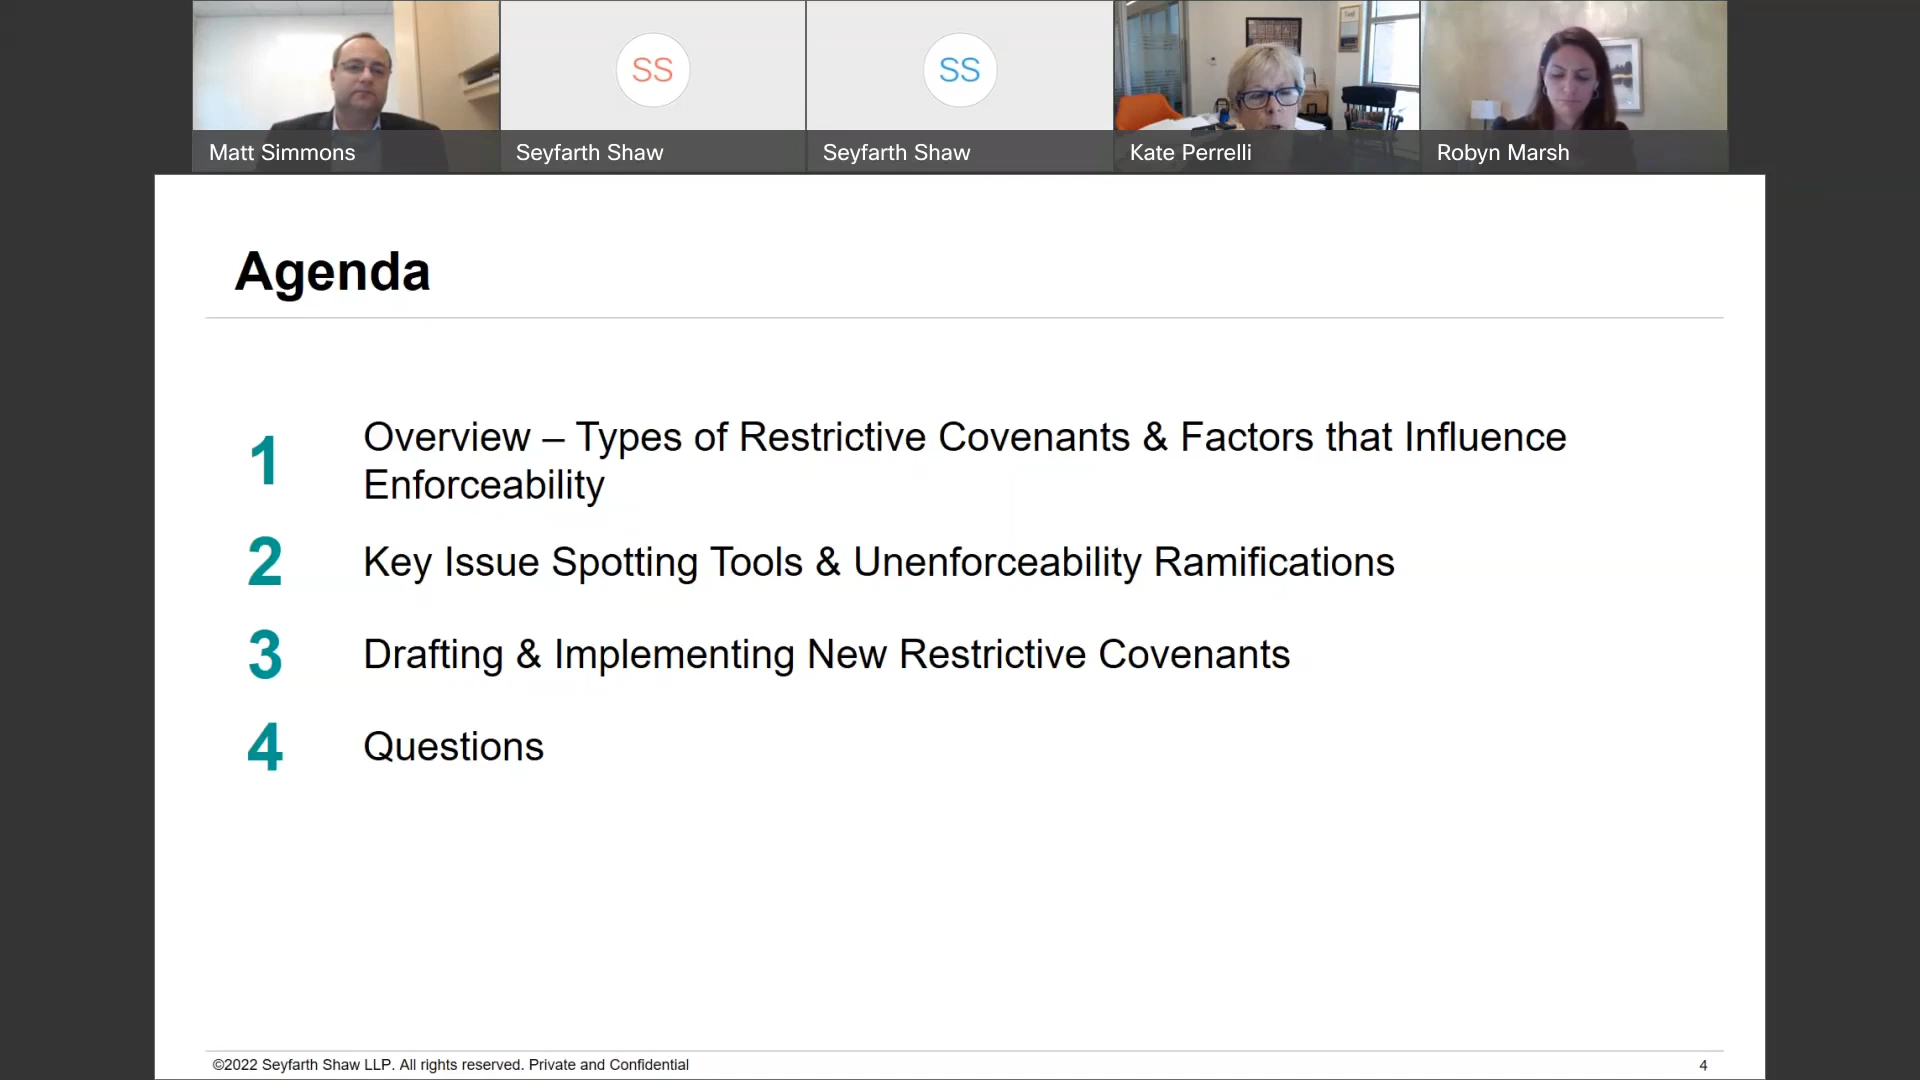 SS
SS
Matt Simmons
Seyfarth Shaw
Seyfarth Shaw
Kate Perrelli
Robyn Marsh
Agenda
1
Overview – Types of Restrictive Covenants & Factors that Influence
Enforceability
2
Key Issue Spotting Tools & Unenforceability Ramifications
3
Drafting & Implementing New Restrictive Covenants
4
Questions
©2022 Seyfarth Shaw LLP. All rights reserved. Private and Confidential
4